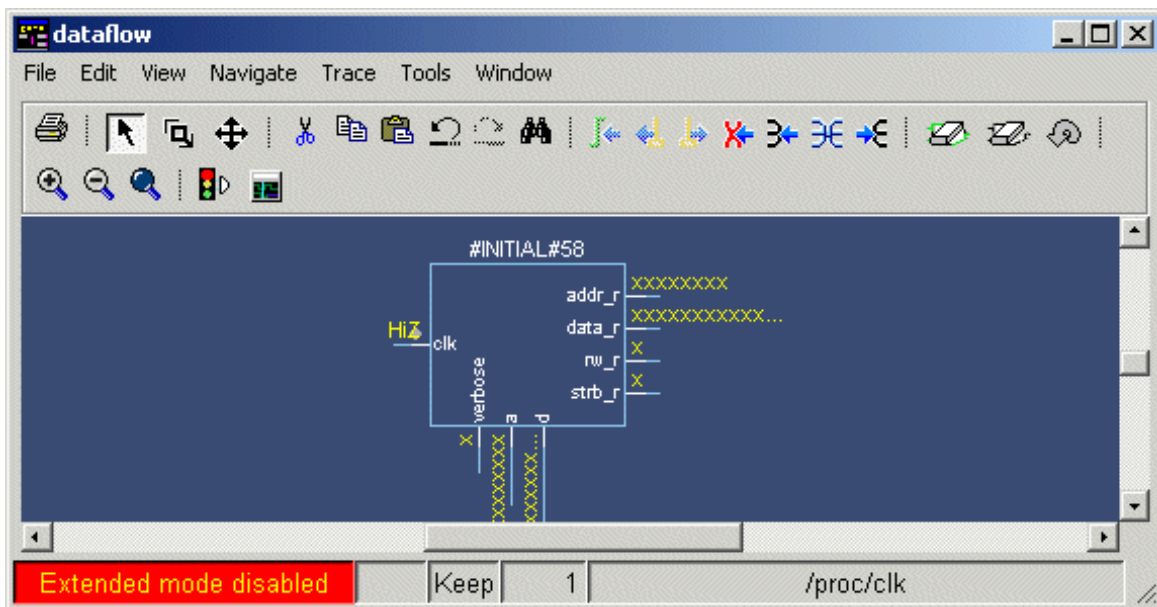 dataflow
File Edit View Navigate Trace Tools Window
#INITIAL#58
addr_r XXXXXXXX
HiZ data_r XXXXXXXXXXX...
clk rw_r X
strb_r X
verbose a d
X XXXXXX XXXX...
Extended mode disabled Keep 1 /proc/clk